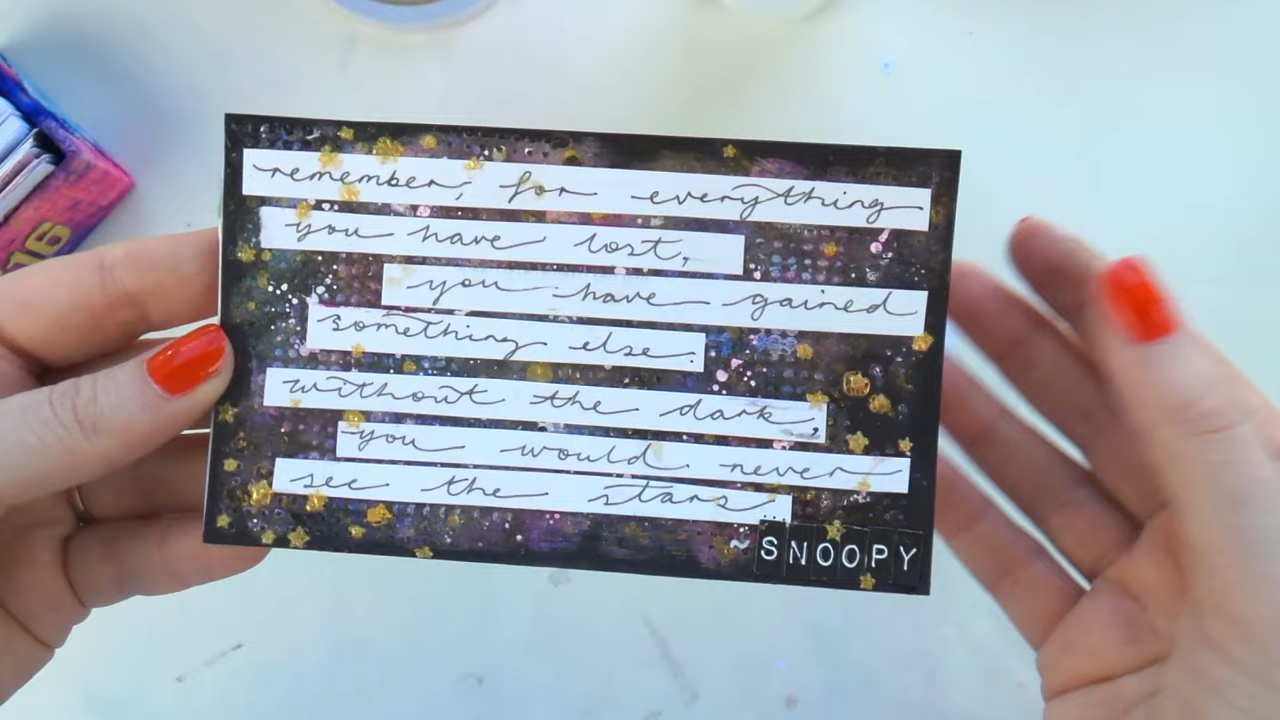 remember, for everything
you have lost,
you have gained
something else.
without the dark,
you would never
see the stars...
~ SNOOPY
16